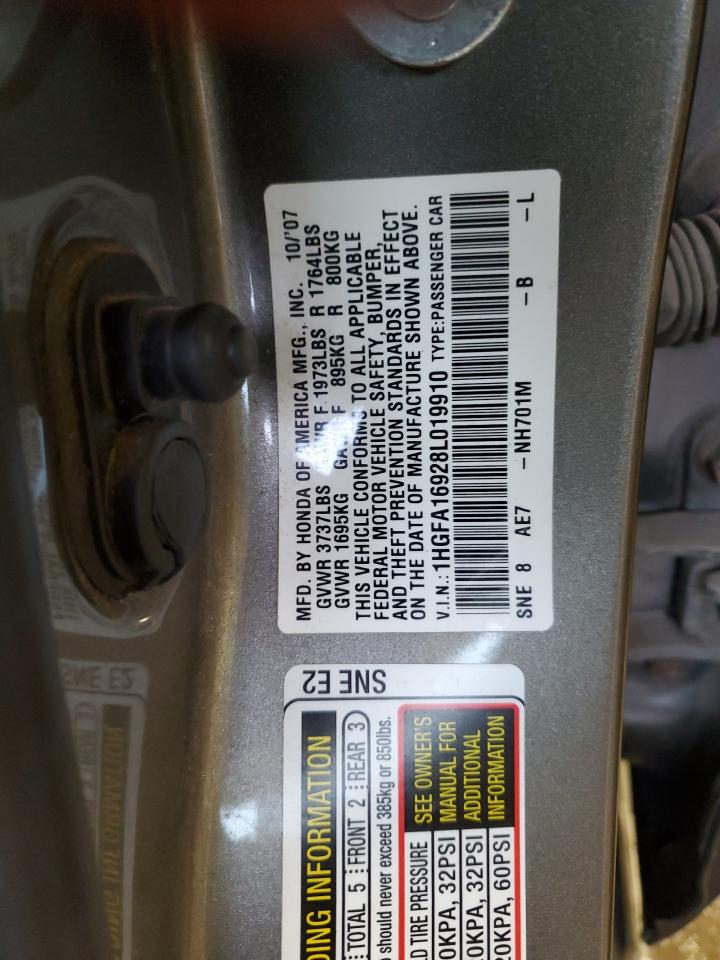 MFD. BY HONDA OF AMERICA MFG., INC. 10/'07
GVWR 3737LBS F 1973LBS R 1764LBS
GVWR 1695KG F 895KG R 800KG
THIS VEHICLE CONFORMS TO ALL APPLICABLE
FEDERAL MOTOR VEHICLE SAFETY, BUMPER,
AND THEFT PREVENTION STANDARDS IN EFFECT
ON THE DATE OF MANUFACTURE SHOWN ABOVE.
V.I.N.: 1HGFA16928L019910 TYPE:PASSENGER CAR
SNE 8 AE7 -NH701M -B -L
SNE E2
INFORMATION
TOTAL 5 FRONT 2 REAR 3
should never exceed 385kg or 850lbs.
TIRE PRESSURE
SEE OWNER'S
MANUAL FOR
ADDITIONAL
INFORMATION
32PSI
32PSI
60PSI
SNE E2